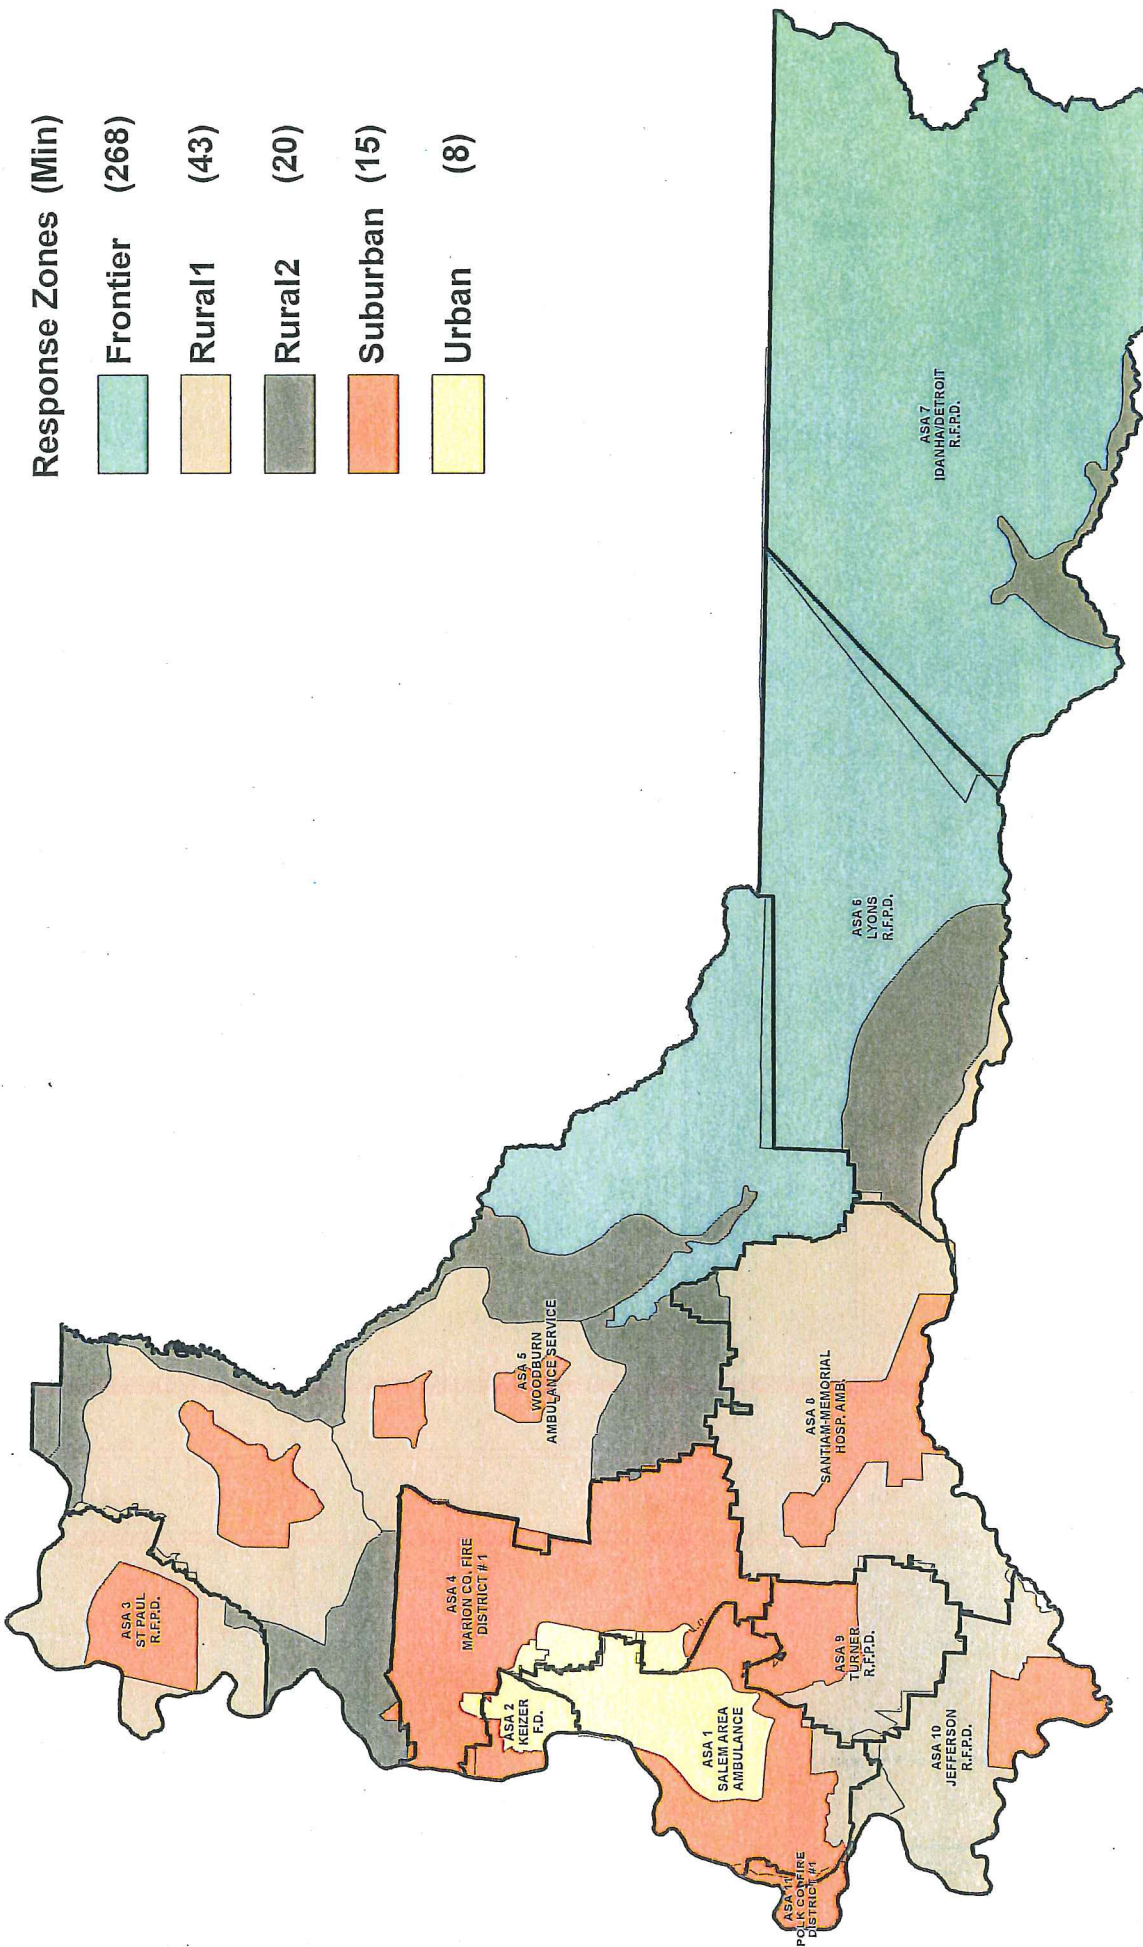 Response Zones (Min)
Frontier (268)
Rural1 (43)
Rural2 (20)
Suburban (15)
Urban (8)
ASA 3
ST PAUL
R.F.P.D.
ASA 5
WOODBURN
AMBULANCE SERVICE
ASA 4
MARION CO. FIRE
DISTRICT #1
ASA 2
KEIZER
F.D.
ASA 1
SALEM AREA
AMBULANCE
ASA 11
POLK CO. FIRE
DISTRICT #1
ASA 9
TURNER
R.F.P.D.
ASA 10
JEFFERSON
R.F.P.D.
ASA 8
SANTIAM-MEMORIAL
HOSP. AMB.
ASA 6
LYONS
R.F.P.D.
ASA 7
IDANHA/DETROIT
R.F.P.D.